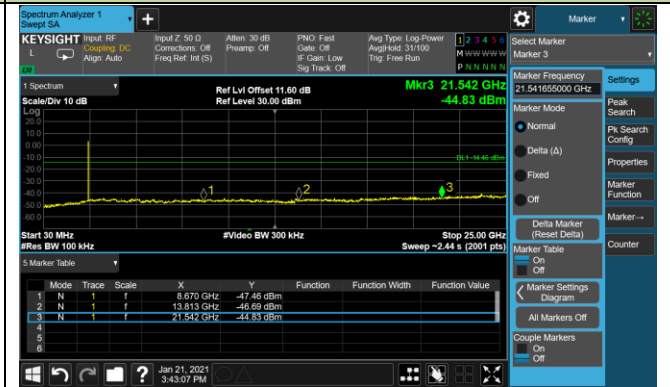 Spectrum Analyzer 1
Swept SA
+
Marker
KEYSIGHT
L
Input: RF
Coupling: DC
Align: Auto
Input Z: 50 Ω
Corrections: Off
Freq Ref: Int (S)
Atten: 30 dB
Preamp: Off
PNO: Fast
Gate: Off
IF Gain: Low
Sig Track: Off
Avg Type: Log-Power
Avg|Hold: 31/100
Trig: Free Run
1 2 3 4 5 6
M W W W W W
P N N N N N
Select Marker
Marker 3
1 Spectrum
Scale/Div 10 dB
Log
Ref Lvl Offset 11.60 dB
Ref Level 30.00 dBm
Mkr3 21.542 GHz
-44.83 dBm
20.0
10.0
0.00
-10.0
-20.0
-30.0
-40.0
-50.0
-60.0
DL1 -14.46 dBm
1
2
3
Start 30 MHz
#Res BW 100 kHz
#Video BW 300 kHz
Stop 25.00 GHz
Sweep ~2.44 s (2001 pts)
5 Marker Table
Mode Trace Scale X Y Function Function Width Function Value
1 N 1 f 8.670 GHz -47.46 dBm
2 N 1 f 13.813 GHz -46.69 dBm
3 N 1 f 21.542 GHz -44.83 dBm
4
5
6
Marker Frequency
21.541655000 GHz
Marker Mode
Normal
Delta (Δ)
Fixed
Off
Delta Marker
(Reset Delta)
Marker Table
On
Off
Marker Settings
Diagram
All Markers Off
Couple Markers
On
Off
Settings
Peak
Search
Pk Search
Config
Properties
Marker
Function
Marker→
Counter
?
Jan 21, 2021
3:43:07 PM